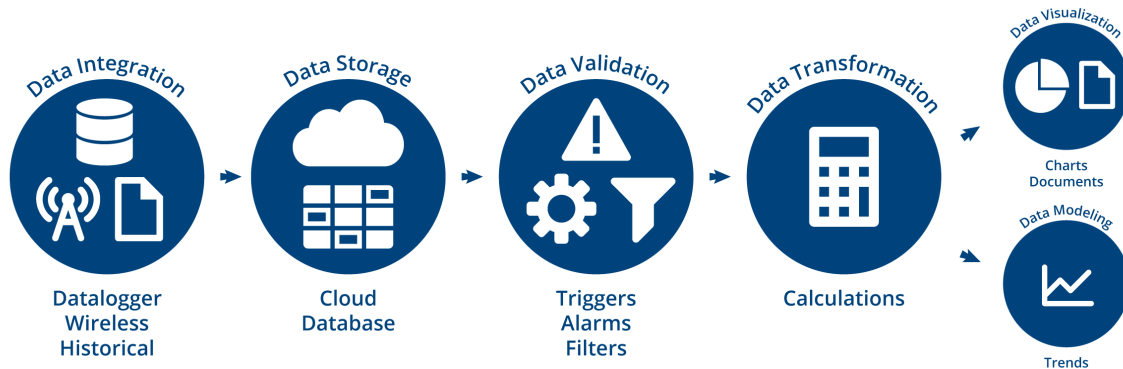 Data Integration
Datalogger
Wireless
Historical
Data Storage
Cloud
Database
Data Validation
Triggers
Alarms
Filters
Data Transformation
Calculations
Data Visualization
Charts
Documents
Data Modeling
Trends